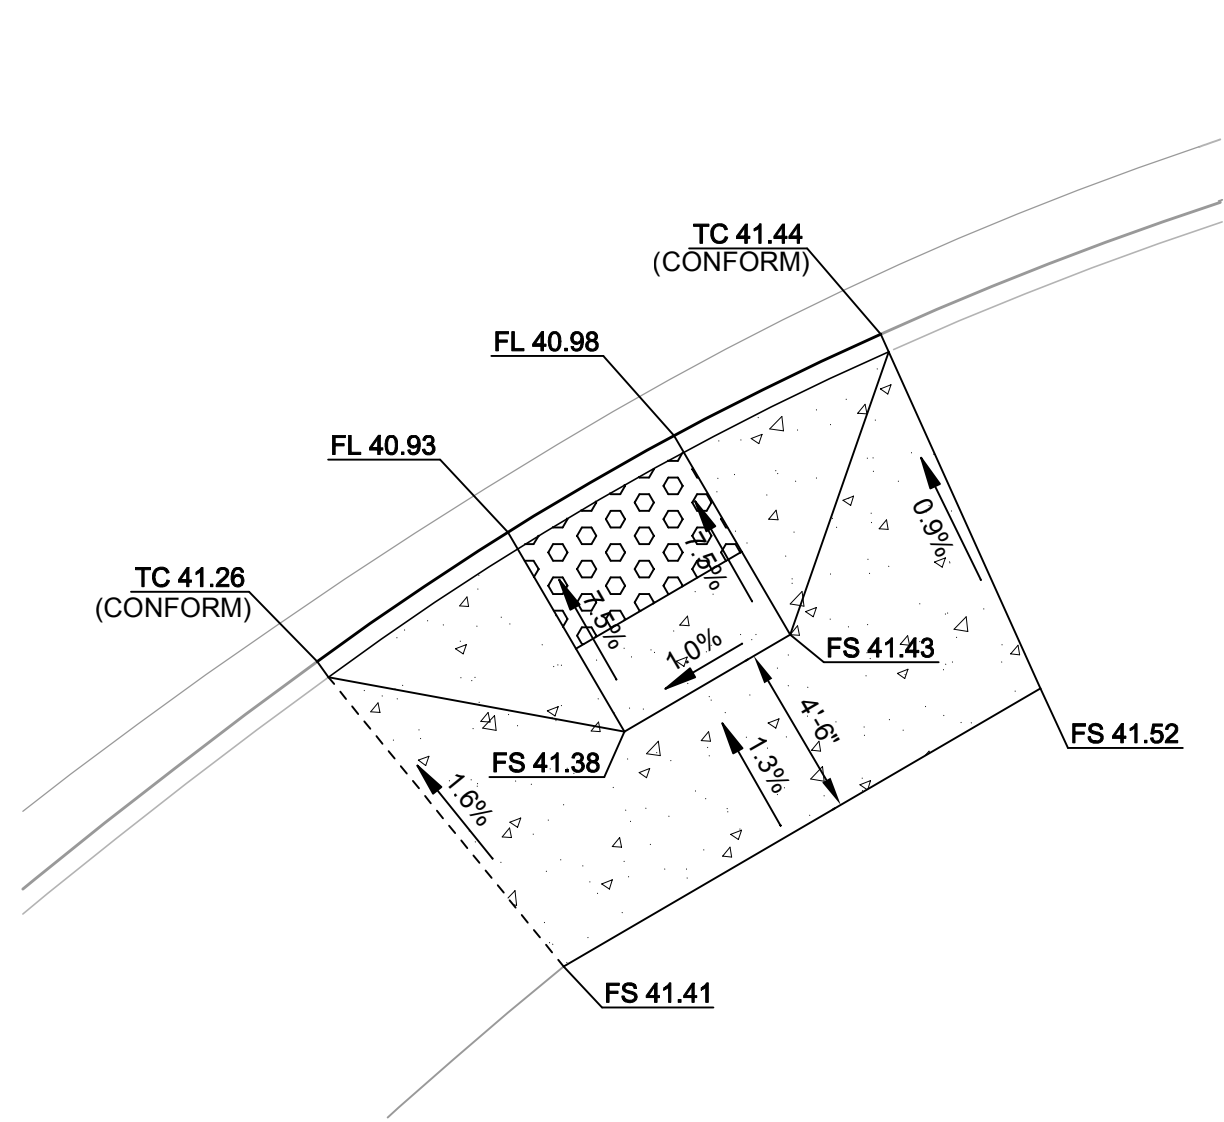 TC 41.44
(CONFORM)
FL 40.98
FL 40.93
TC 41.26
(CONFORM)
0.9%
7.5%
7.5%
1.0%
FS 41.43
4'-6"
FS 41.52
FS 41.38
1.3%
1.6%
FS 41.41